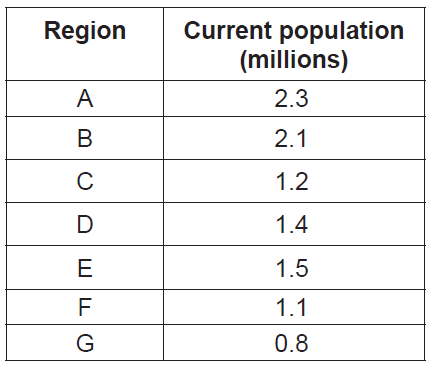 Region Current population
(millions)
A 2.3
B 2.1
C 1.2
D 1.4
E 1.5
F 1.1
G 0.8